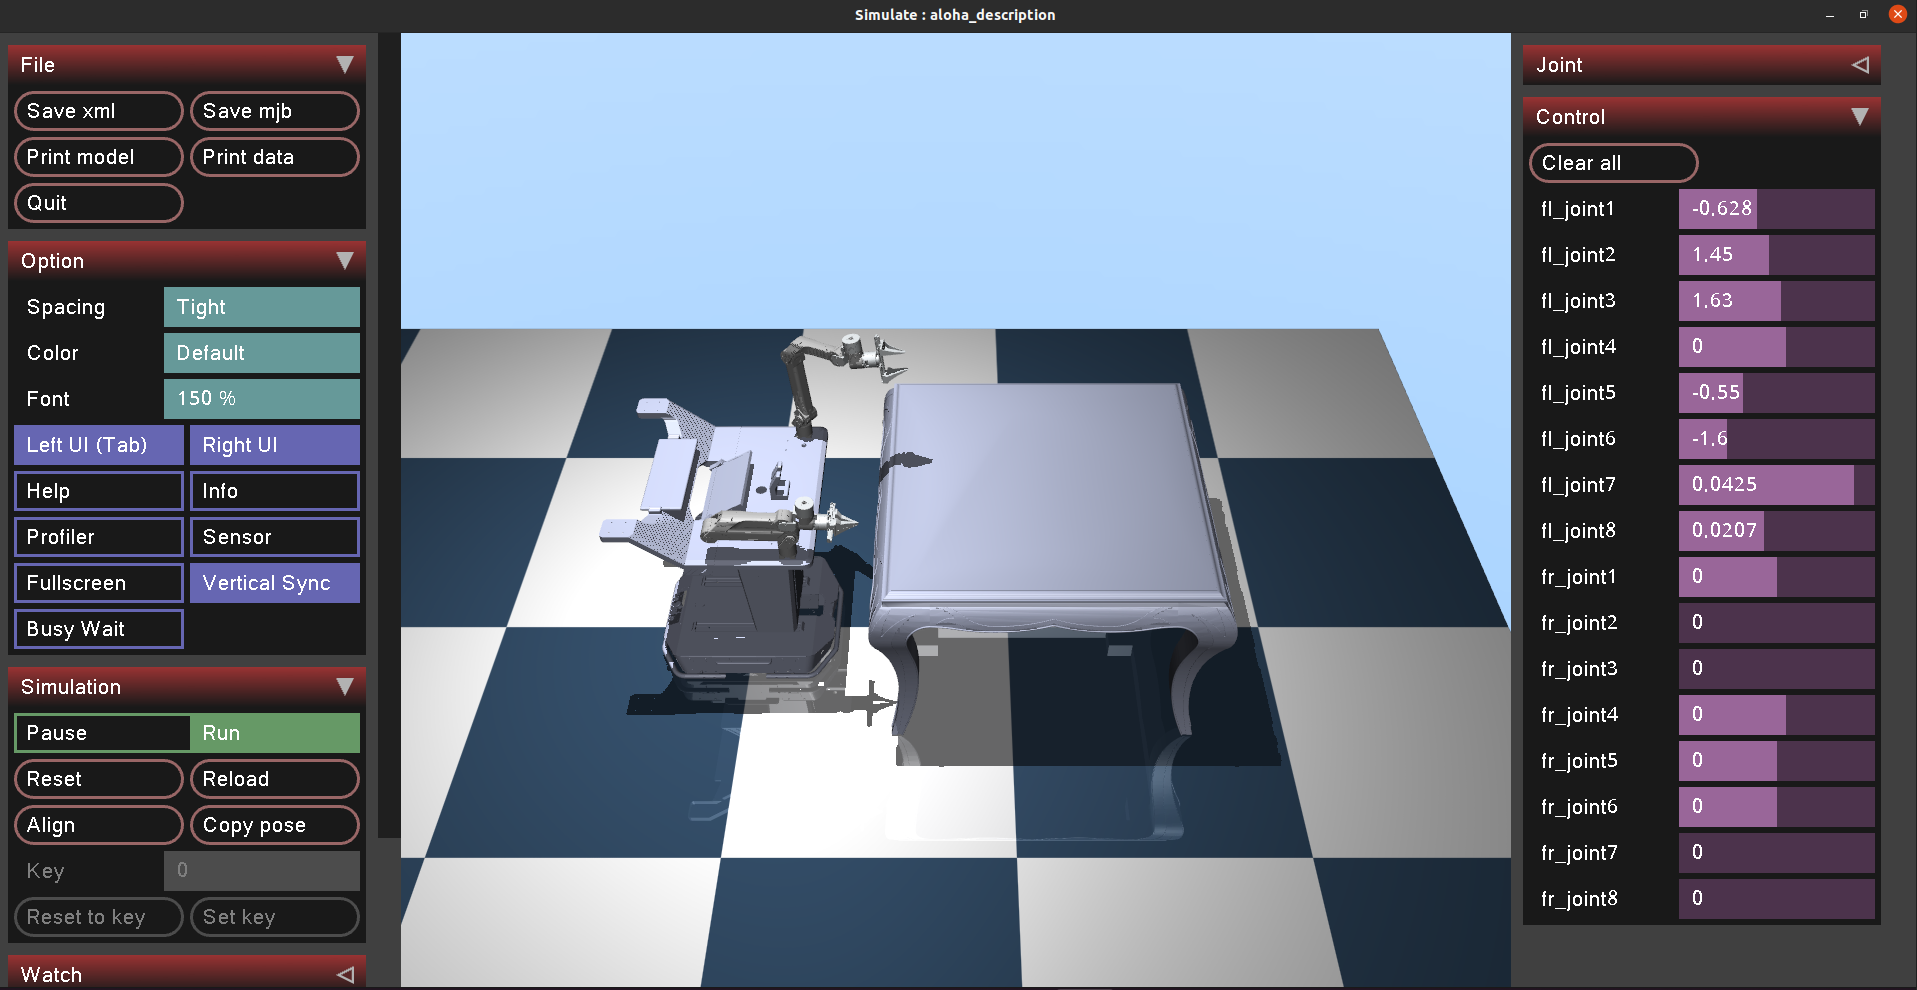 Simulate : aloha_description
File
Save xml
Save mjb
Print model
Print data
Quit
Option
Spacing
Tight
Color
Default
Font
150 %
Left UI (Tab)
Right UI
Help
Info
Profiler
Sensor
Fullscreen
Vertical Sync
Busy Wait
Simulation
Pause
Run
Reset
Reload
Align
Copy pose
Key
0
Reset to key
Set key
Watch
Joint
Control
Clear all
fl_joint1
-0.628
fl_joint2
1.45
fl_joint3
1.63
fl_joint4
0
fl_joint5
-0.55
fl_joint6
-1.6
fl_joint7
0.0425
fl_joint8
0.0207
fr_joint1
0
fr_joint2
0
fr_joint3
0
fr_joint4
0
fr_joint5
0
fr_joint6
0
fr_joint7
0
fr_joint8
0